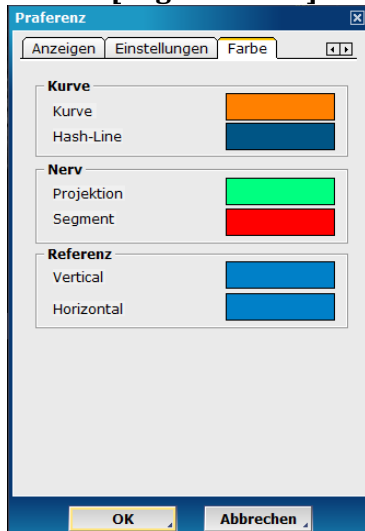 Praferenz
Anzeigen Einstellungen Farbe
Kurve
Kurve
Hash-Line
Nerv
Projektion
Segment
Referenz
Vertical
Horizontal
OK Abbrechen